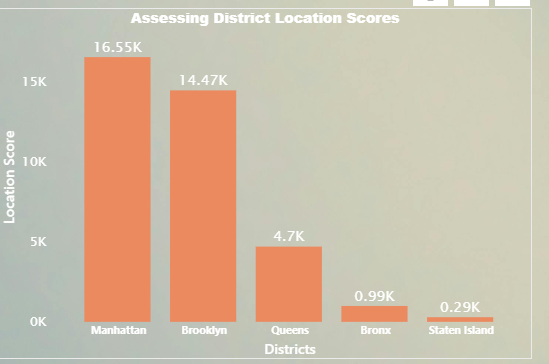 Assessing District Location Scores
16.55K
14.47K
4.7K
0.99K
0.29K
15K
10K
5K
0K
Location Score
Manhattan
Brooklyn
Queens
Bronx
Staten Island
Districts